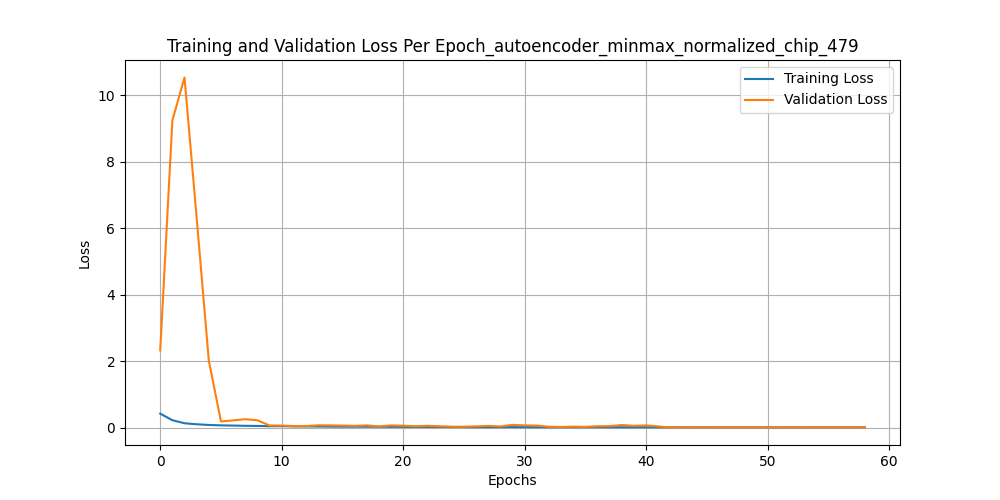 Training and Validation Loss Per Epoch_autoencoder_minmax_normalized_chip_479
Training Loss
Validation Loss
10
8
6
4
2
0
Loss
0 10 20 30 40 50 60
Epochs